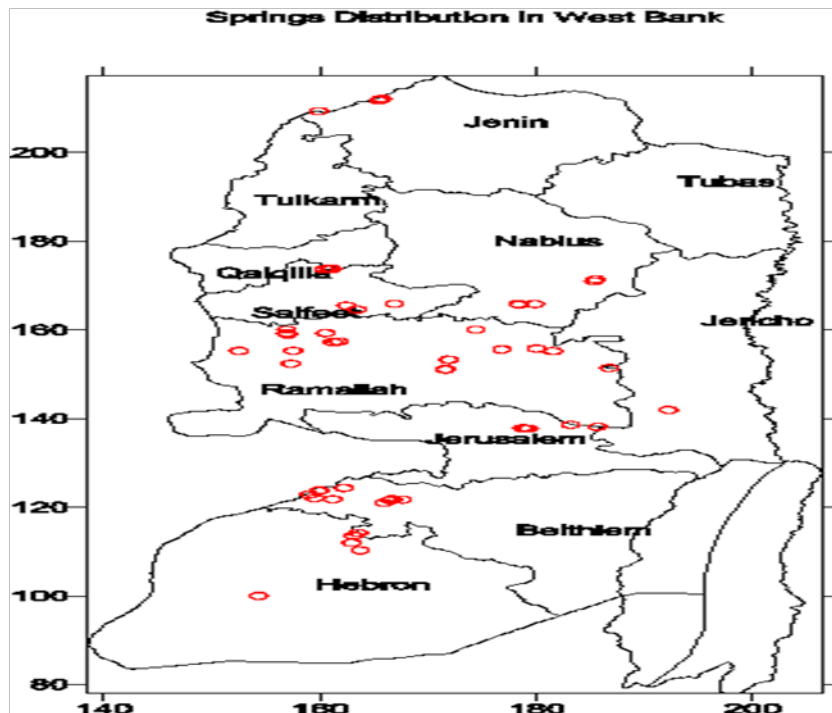 Springs Distribution in West Bank
Jenin
200
Tubas
Tulkarm
180
Nablus
Qalqilia
Salfeet
160
Jericho
Ramallah
140
Jerusalem
120
Bethlem
Hebron
100
80
140 160 180 200